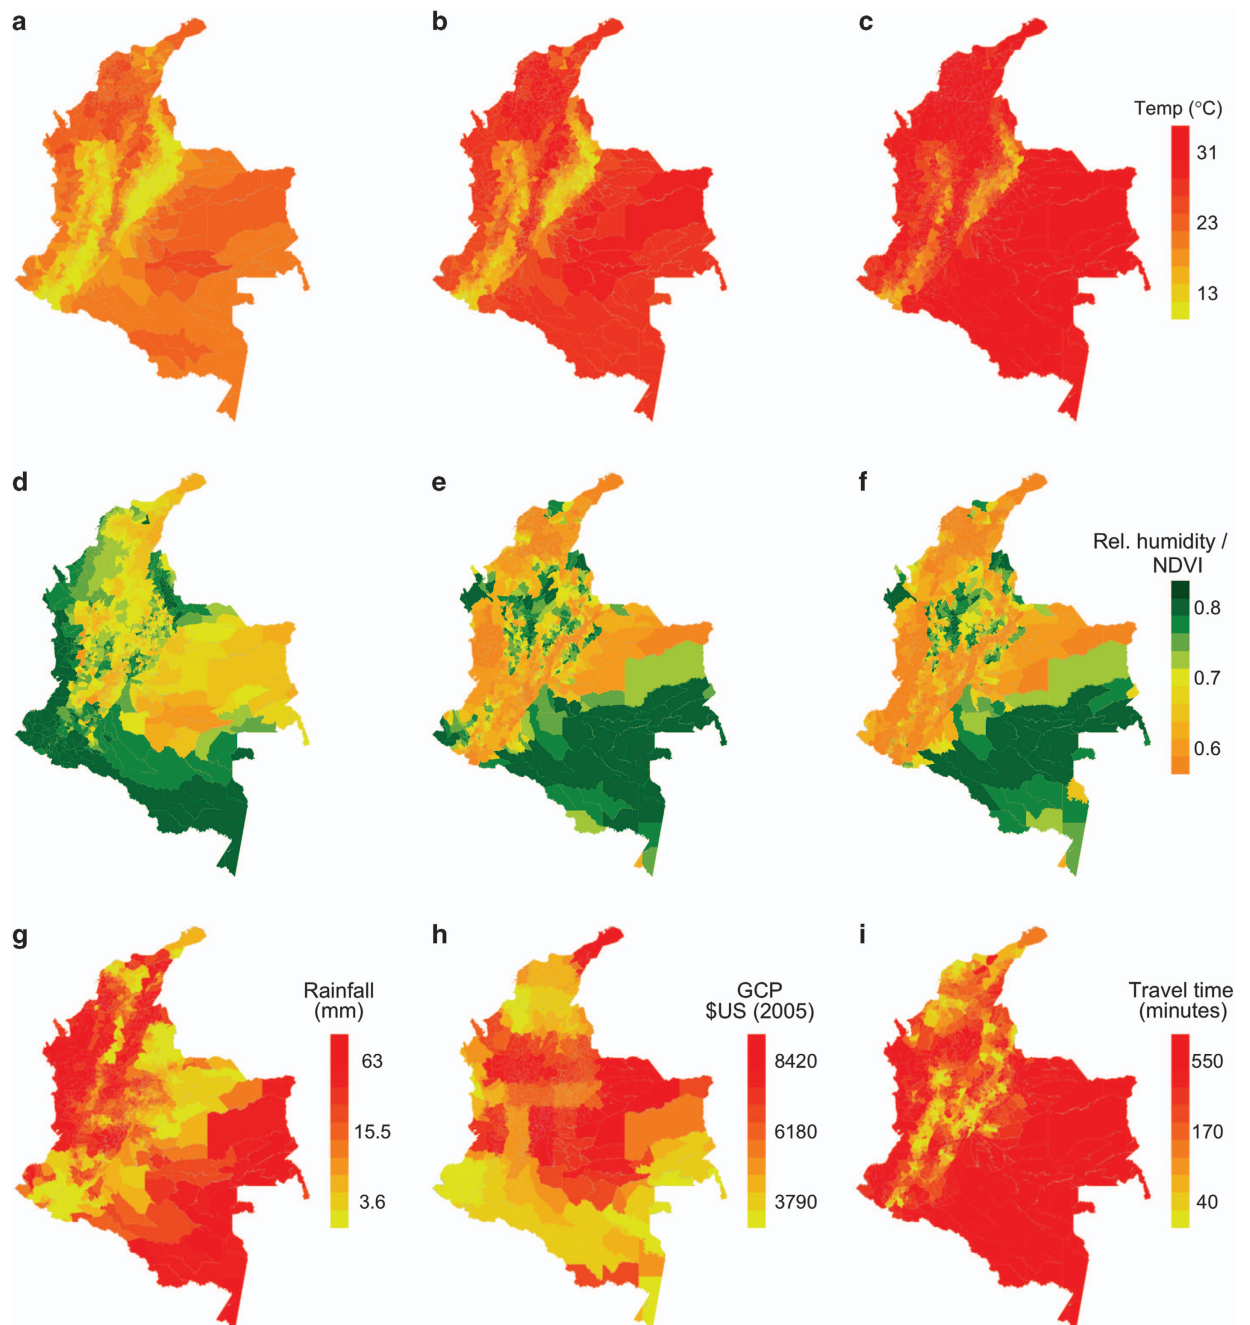 a
b
c
Temp (°C)
31
23
13
d
e
f
Rel. humidity /
NDVI
0.8
0.7
0.6
g
h
i
Rainfall
(mm)
63
15.5
3.6
GCP
$US (2005)
8420
6180
3790
Travel time
(minutes)
550
170
40